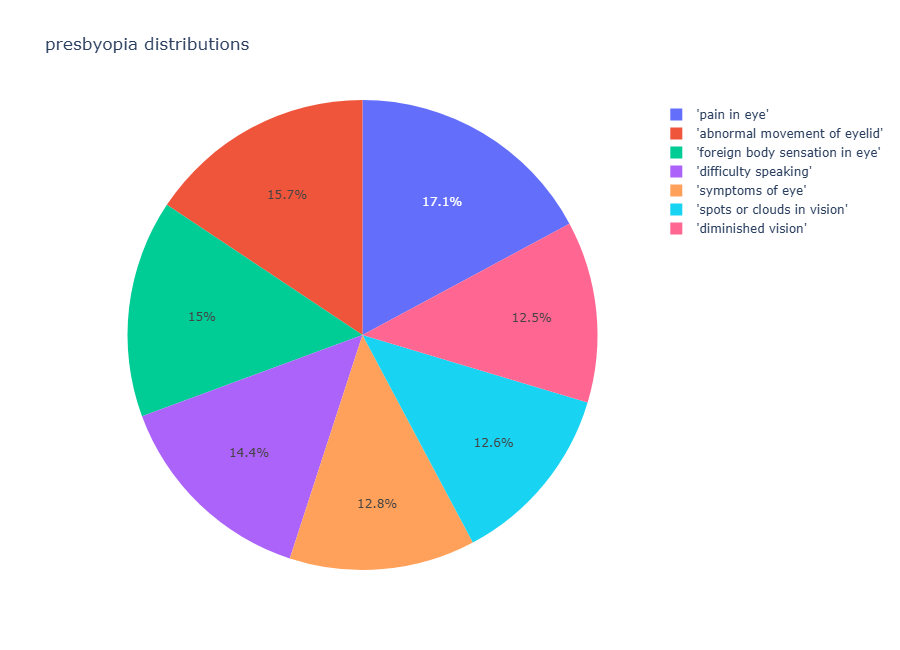 presbyopia distributions
'pain in eye'
'abnormal movement of eyelid'
'foreign body sensation in eye'
'difficulty speaking'
'symptoms of eye'
'spots or clouds in vision'
'diminished vision'
15.7%
17.1%
15%
12.5%
14.4%
12.6%
12.8%